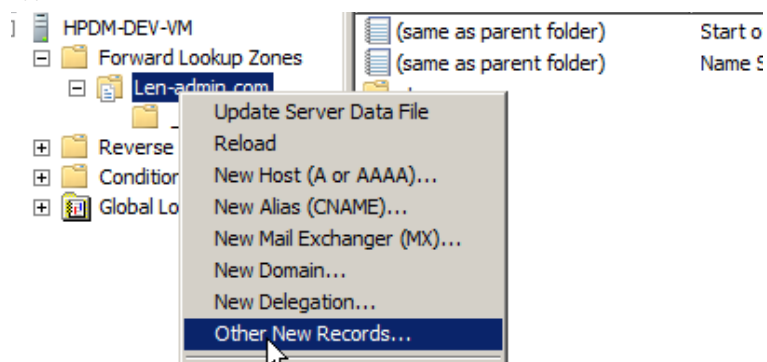 HPDM-DEV-VM
Forward Lookup Zones
Len-admin.com
Reverse
Condition
Global Lo
(same as parent folder) Start o
(same as parent folder) Name S
Update Server Data File
Reload
New Host (A or AAAA)...
New Alias (CNAME)...
New Mail Exchanger (MX)...
New Domain...
New Delegation...
Other New Records...